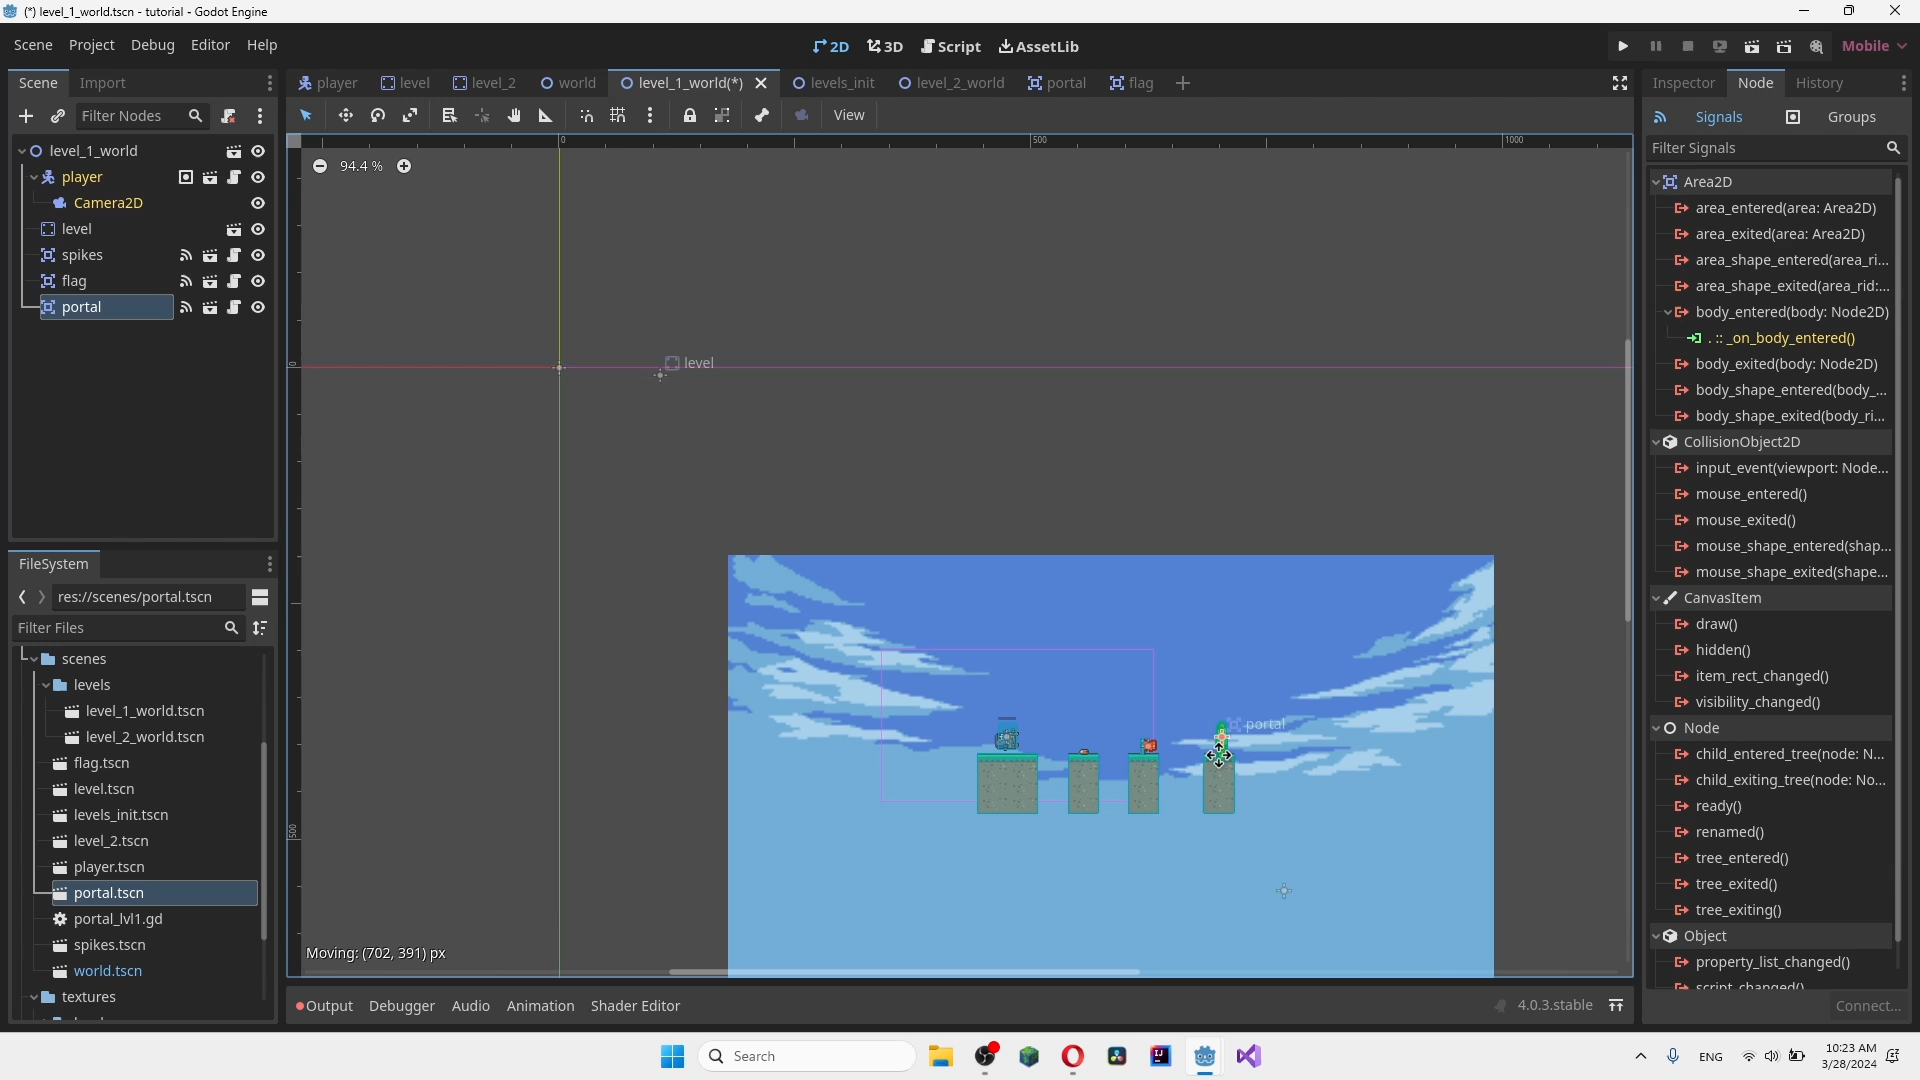 (*) level_1_world.tscn - tutorial - Godot Engine
Scene Project Debug Editor Help
2D 3D Script AssetLib
Mobile
Scene Import
player level level_2 world level_1_world(*) levels_init level_2_world portal flag
Inspector Node History
Filter Nodes
View
Signals Groups
Filter Signals
level_1_world
player
Camera2D
level
spikes
flag
portal
0 500 1000
94.4 %
0
500
level
portal
Moving: (702, 391) px
Area2D
area_entered(area: Area2D)
area_exited(area: Area2D)
area_shape_entered(area_ri...
area_shape_exited(area_rid:...
body_entered(body: Node2D)
. :: _on_body_entered()
body_exited(body: Node2D)
body_shape_entered(body_...
body_shape_exited(body_ri...
CollisionObject2D
input_event(viewport: Node...
mouse_entered()
mouse_exited()
mouse_shape_entered(shap...
mouse_shape_exited(shape...
CanvasItem
draw()
hidden()
item_rect_changed()
visibility_changed()
Node
child_entered_tree(node: N...
child_exiting_tree(node: No...
ready()
renamed()
tree_entered()
tree_exited()
tree_exiting()
Object
property_list_changed()
script_changed()
Connect...
FileSystem
res://scenes/portal.tscn
Filter Files
scenes
levels
level_1_world.tscn
level_2_world.tscn
flag.tscn
level.tscn
levels_init.tscn
level_2.tscn
player.tscn
portal.tscn
portal_lvl1.gd
spikes.tscn
world.tscn
textures
Output Debugger Audio Animation Shader Editor
4.0.3.stable
Search
ENG
10:23 AM
3/28/2024